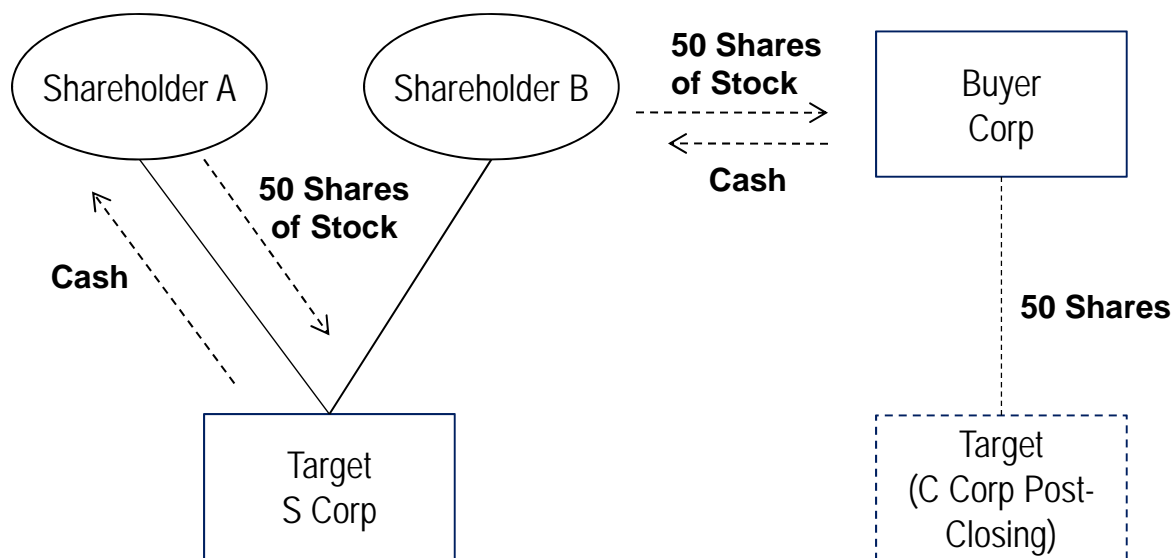 Shareholder A
Shareholder B
50 Shares
of Stock
Cash
Buyer
Corp
50 Shares
of Stock
Cash
50 Shares
Target
S Corp
Target
(C Corp Post-
Closing)